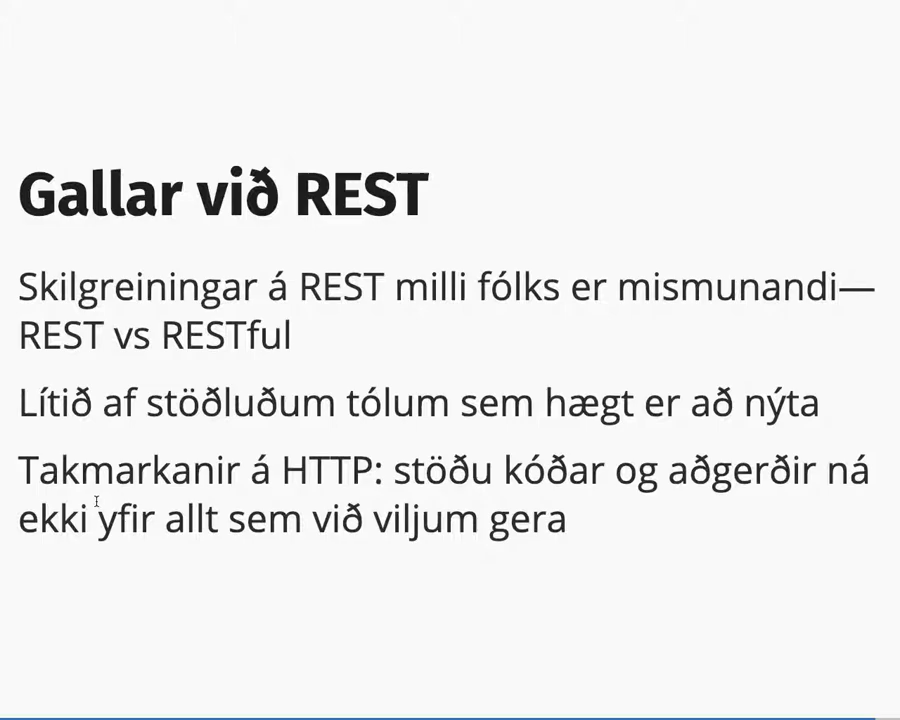 Gallar við REST
Skilgreiningar á REST milli fólks er mismunandi—
REST vs RESTful
Lítið af stöðluðum tólum sem hægt er að nýta
Takmarkanir á HTTP: stöðu kóðar og aðgerðir ná
ekki yfir allt sem við viljum gera